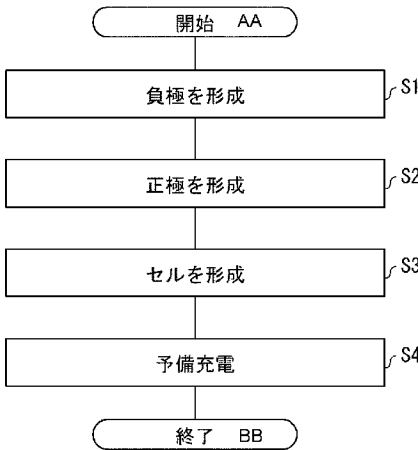 開始 AA
負極を形成 S1
正極を形成 S2
セルを形成 S3
予備充電 S4
終了 BB